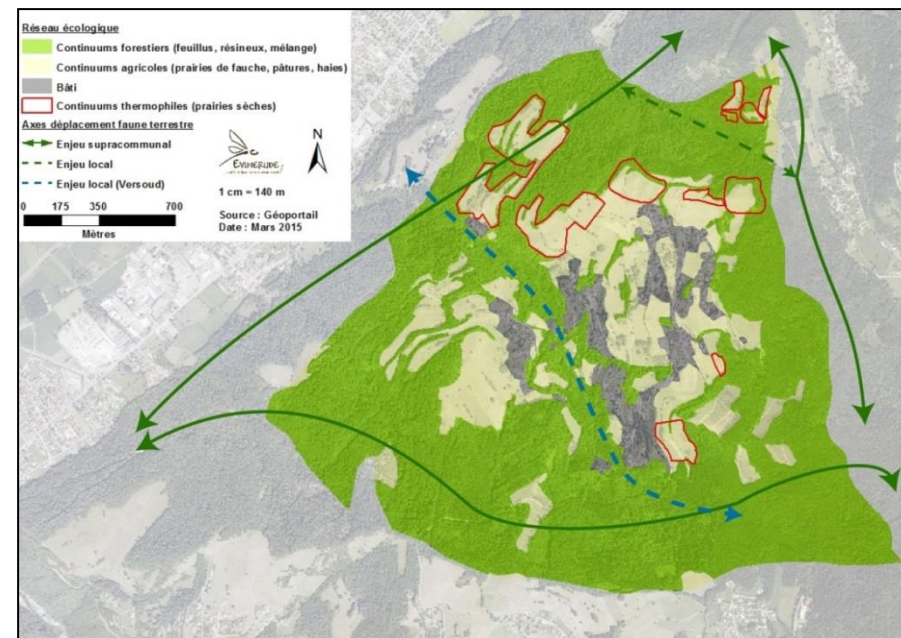 Réseau écologique
Continuums forestiers (feuillus, résineux, mélange)
Continuums agricoles (prairies de fauche, pâtures, haies)
Bâti
Continuums thermophiles (prairies sèches)
Axes déplacement faune terrestre
Enjeu supracommunal
Enjeu local
Enjeu local (Versoud)
EVINERUDE
N
1 cm = 140 m
0 175 350 700
Mètres
Source : Géoportail
Date : Mars 2015